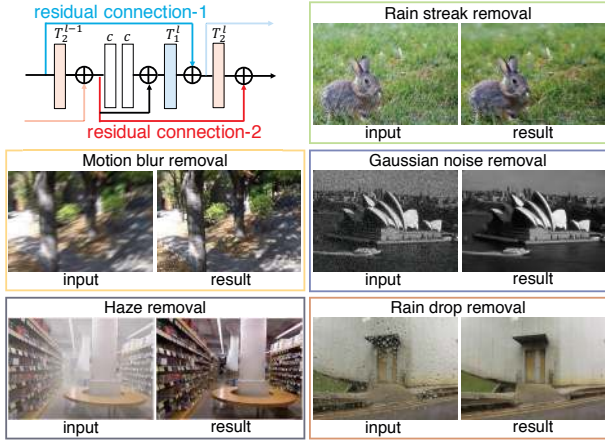 residual connection-1
T_2^{l-1} c c T_1^l T_2^l
residual connection-2
Rain streak removal
input result
Motion blur removal
input result
Gaussian noise removal
input result
Haze removal
input result
Rain drop removal
input result